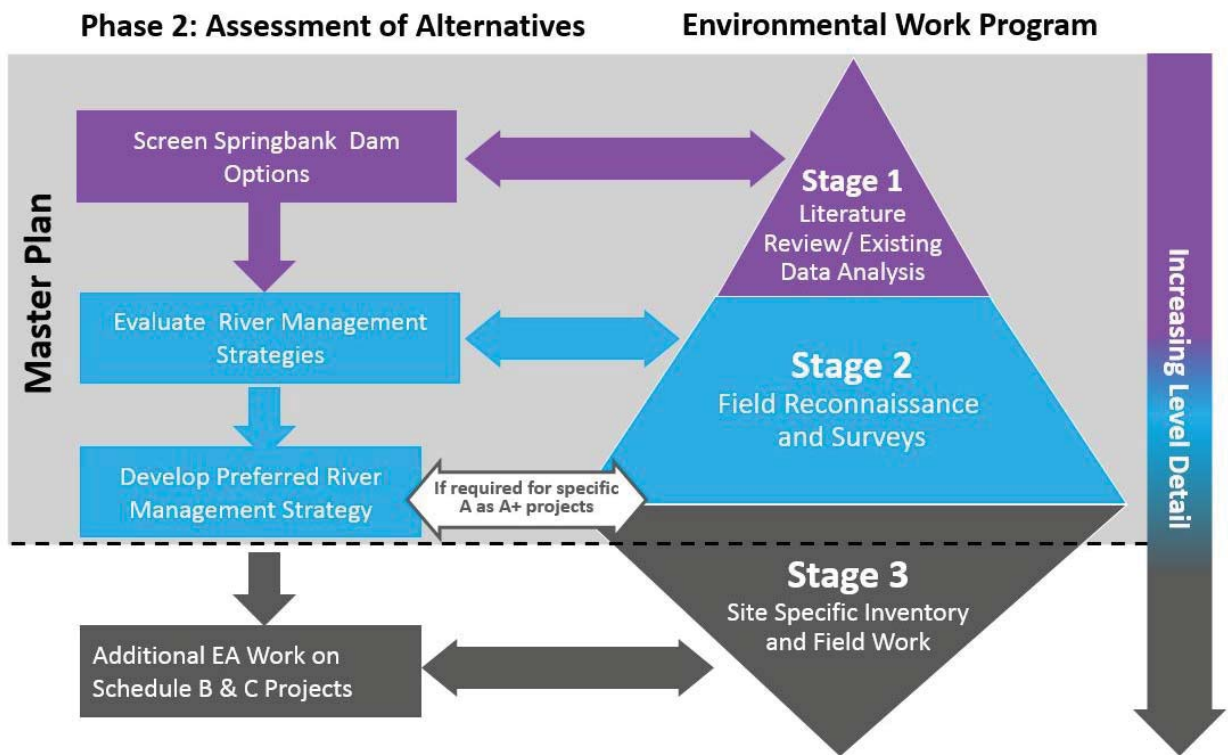 Phase 2: Assessment of Alternatives
Environmental Work Program
Master Plan
Screen Springbank Dam
Options
Stage 1
Literature
Review/ Existing
Data Analysis
Evaluate River Management
Strategies
Stage 2
Field Reconnaissance
and Surveys
Develop Preferred River
Management Strategy
If required for specific
A as A+ projects
Stage 3
Site Specific Inventory
and Field Work
Additional EA Work on
Schedule B & C Projects
Increasing Level Detail